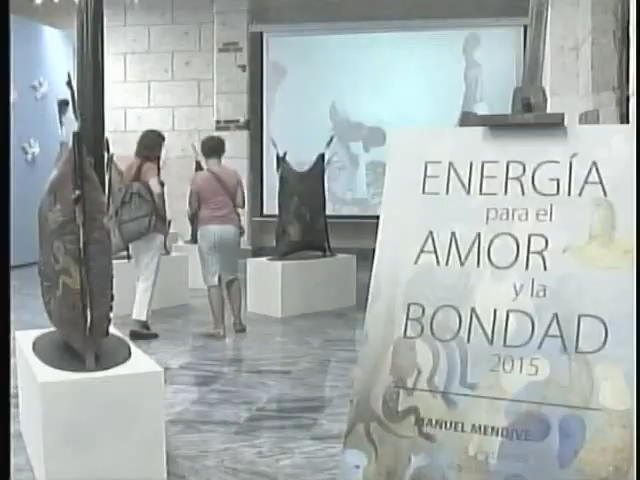 ENERGÍA
para el
AMOR
y la
BONDAD
2015
MANUEL MENDIVE